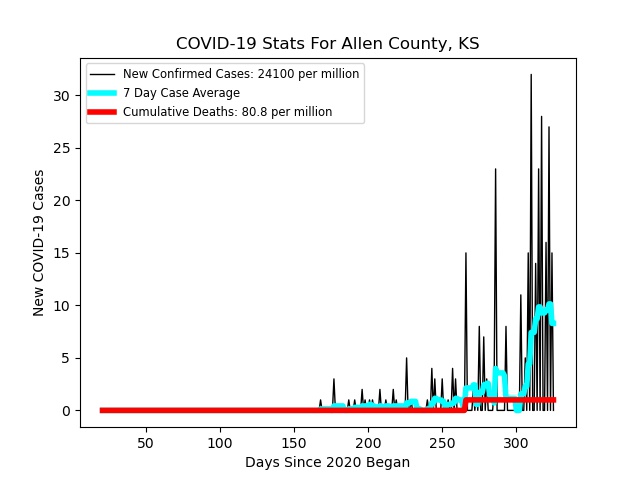 COVID-19 Stats For Allen County, KS
New Confirmed Cases: 24100 per million
7 Day Case Average
Cumulative Deaths: 80.8 per million
New COVID-19 Cases
30
25
20
15
10
5
0
50
100
150
200
250
300
Days Since 2020 Began